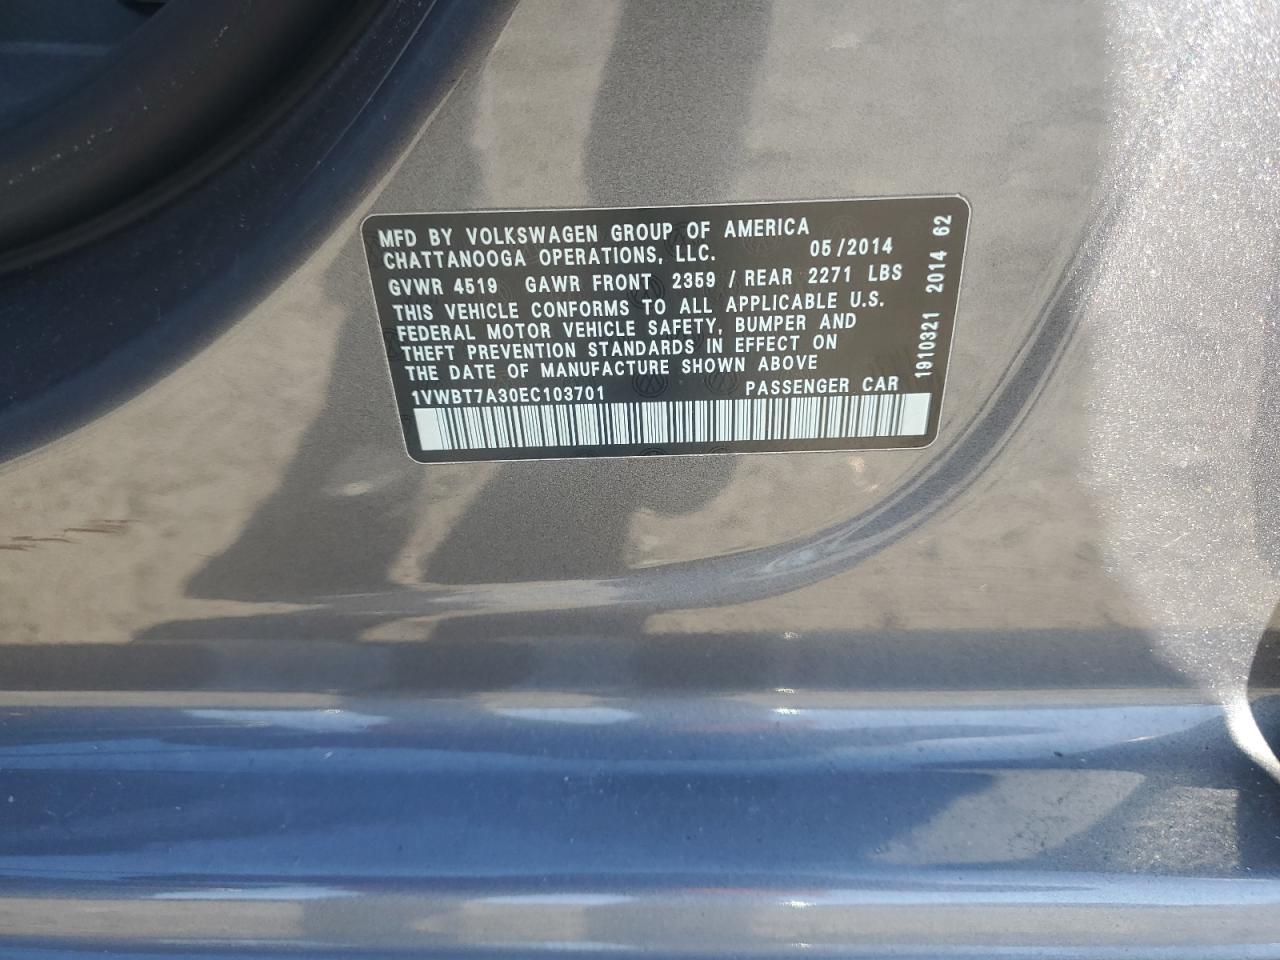 MFD BY VOLKSWAGEN GROUP OF AMERICA
CHATTANOOGA OPERATIONS, LLC. 05/2014
GVWR 4519 GAWR FRONT 2359 / REAR 2271 LBS
THIS VEHICLE CONFORMS TO ALL APPLICABLE U.S.
FEDERAL MOTOR VEHICLE SAFETY, BUMPER AND
THEFT PREVENTION STANDARDS IN EFFECT ON
THE DATE OF MANUFACTURE SHOWN ABOVE
1VWBT7A30EC103701 PASSENGER CAR
1910321 2014 62